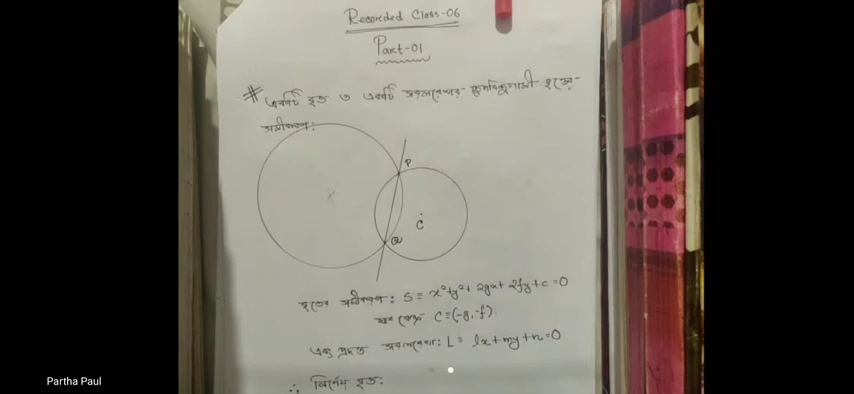 Recorded Class-06
Part-01
# একটি বৃত্ত ও একটি সরলরেখার ছেদবিন্দুগামী বৃত্তের
সমীকরণ:
P
C
Q
বৃত্তের সমীকরণ: S ≡ x²+y²+2gx+2fy+c=0
যার কেন্দ্র C≡(-g,-f).
এবং প্রদত্ত সরলরেখা: L ≡ lx+my+n=0
∴ নির্ণেয় বৃত্ত:
Partha Paul